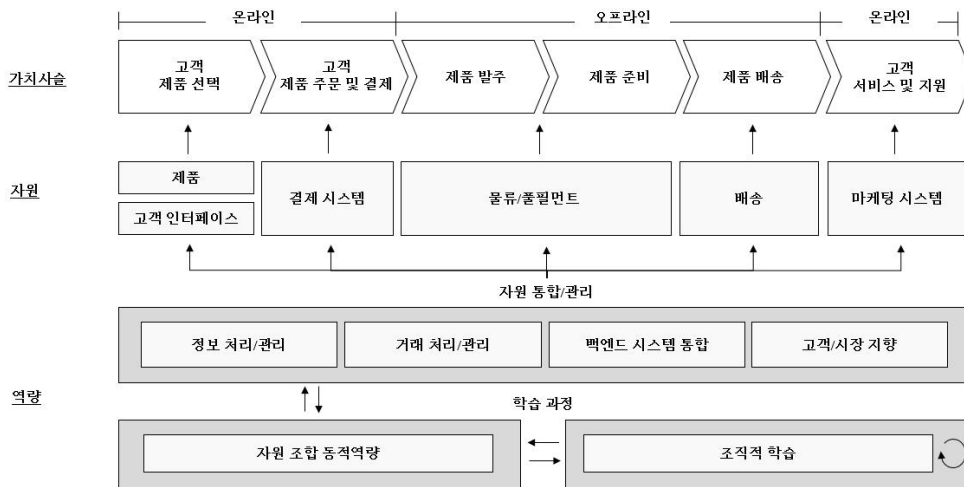 온라인
오프라인
온라인
가치사슬
고객
제품 선택
고객
제품 주문 및 결제
제품 발주
제품 준비
제품 배송
고객
서비스 및 지원
자원
제품
고객 인터페이스
결제 시스템
물류/풀필먼트
배송
마케팅 시스템
자원 통합/관리
역량
정보 처리/관리
거래 처리/관리
백엔드 시스템 통합
고객/시장 지향
학습 과정
자원 조합 동적역량
조직적 학습